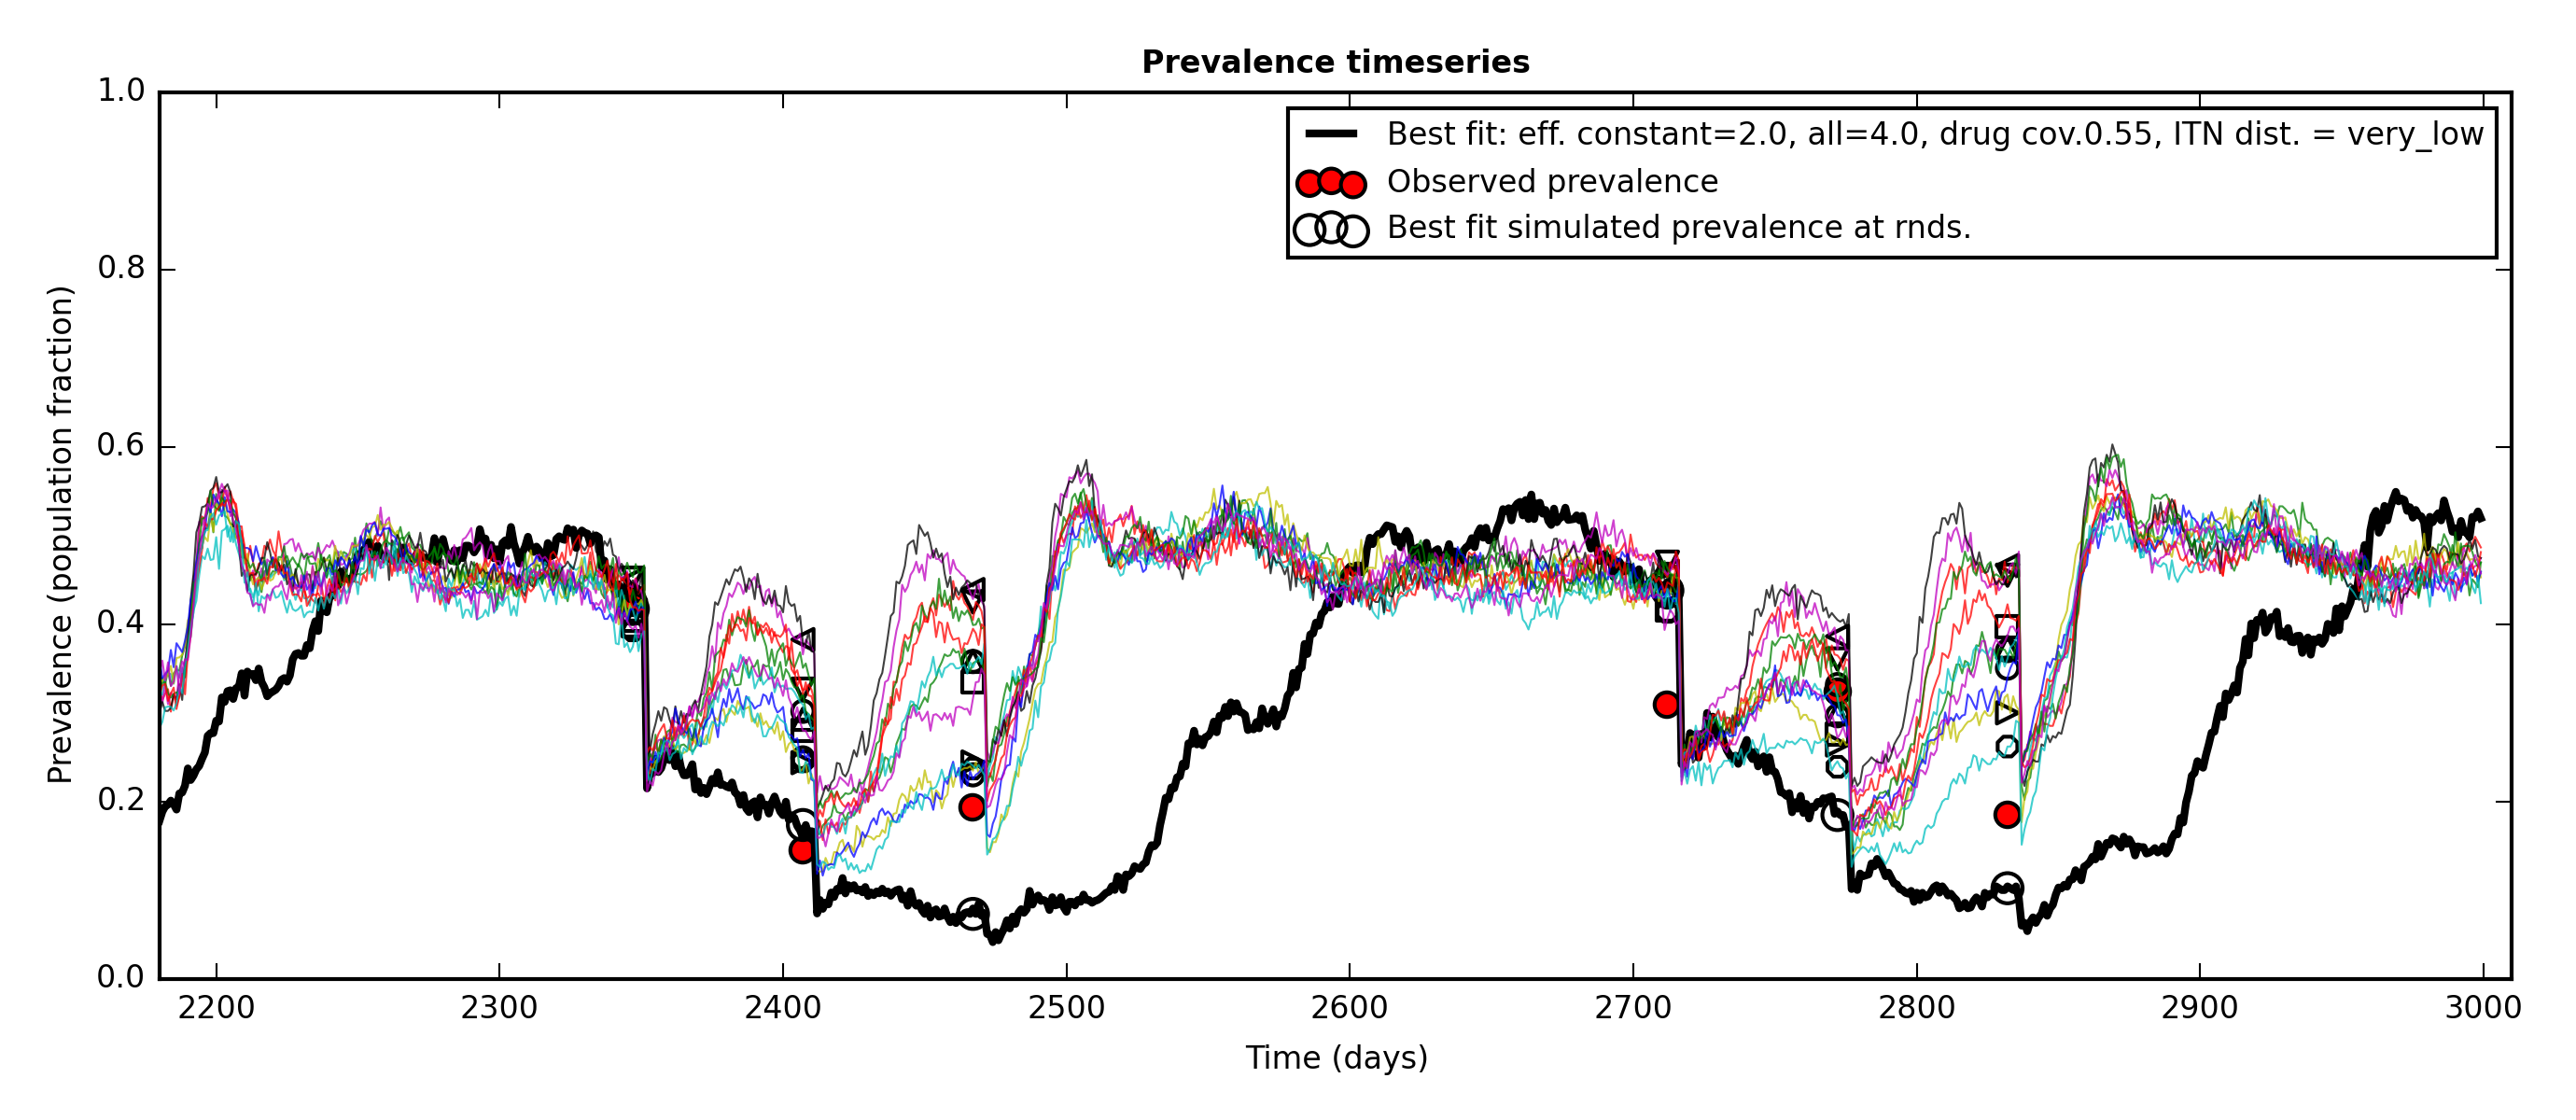 Prevalence timeseries
Best fit: eff. constant=2.0, all=4.0, drug cov.0.55, ITN dist. = very_low
Observed prevalence
Best fit simulated prevalence at rnds.
Prevalence (population fraction)
1.0
0.8
0.6
0.4
0.2
0.0
2200 2300 2400 2500 2600 2700 2800 2900 3000
Time (days)